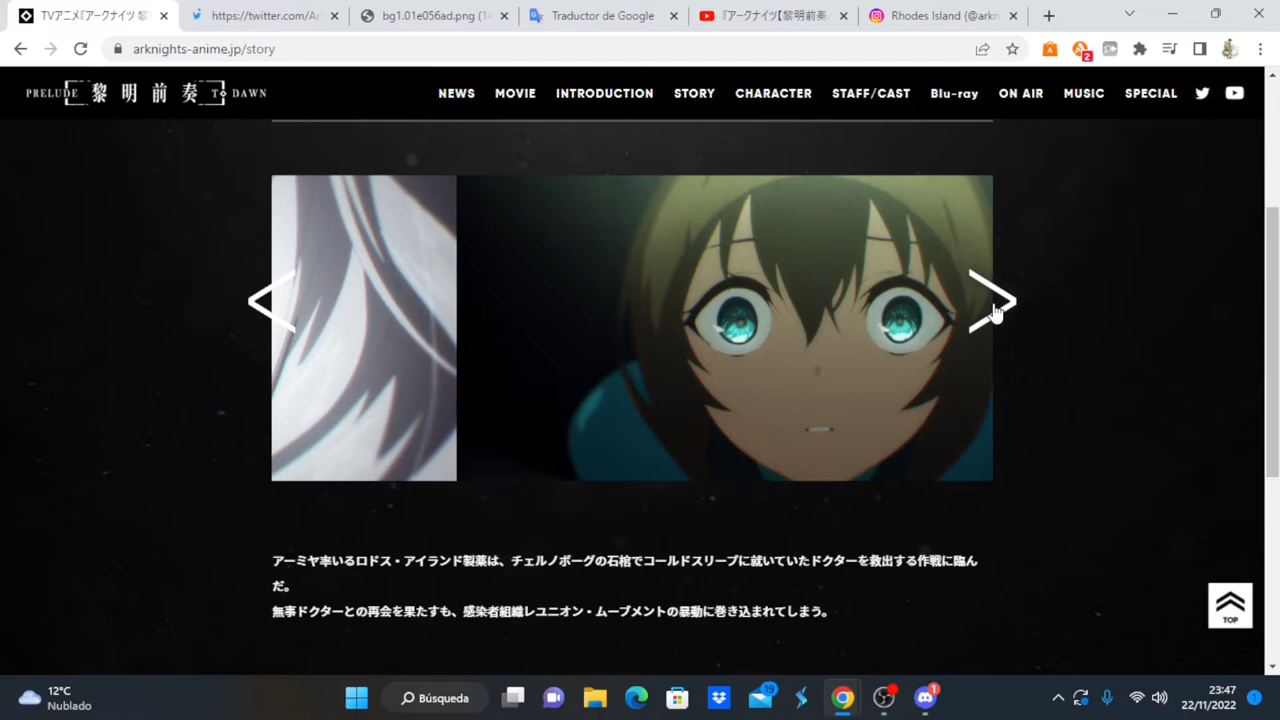 TVアニメ『アークナイツ 黎
https://twitter.com/Ar
bg1.01e056ad.png (14
Traductor de Google
『アークナイツ【黎明前奏/
Rhodes Island (@arkn
arknights-anime.jp/story
2
PRELUDE 黎明前奏 TO DAWN
NEWS
MOVIE
INTRODUCTION
STORY
CHARACTER
STAFF/CAST
Blu-ray
ON AIR
MUSIC
SPECIAL
アーミヤ率いるロドス・アイランド製薬は、チェルノボーグの石棺でコールドスリープに就いていたドクターを救出する作戦に臨ん
だ。
無事ドクターとの再会を果たすも、感染者組織レユニオン・ムーブメントの暴動に巻き込まれてしまう。
TOP
12°C
Nublado
Búsqueda
19
1
23:47
22/11/2022
1